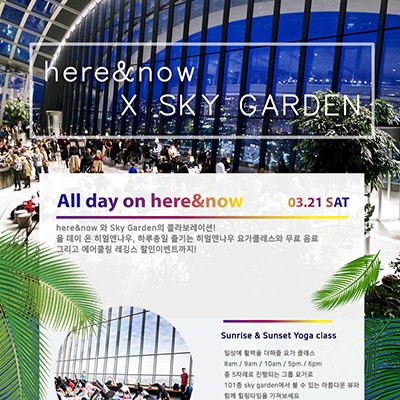 here&now
X SKY GARDEN
All day on here&now
03.21 SAT
here&now 와 Sky Garden의 콜라보레이션!
올 데이 온 히얼앤나우, 하루종일 즐기는 히얼앤나우 요가클래스와 무료 음료
그리고 에어쿨링 레깅스 할인이벤트까지!
Sunrise & Sunset Yoga class
일상에 활력을 더해줄 요가 클래스
8am / 9am / 10am / 5pm / 6pm
총 5차례로 진행되는 그룹 요가로
101층 sky garden에서 볼 수 있는 아름다운 뷰와
함께 힐링타임을 가져보세요